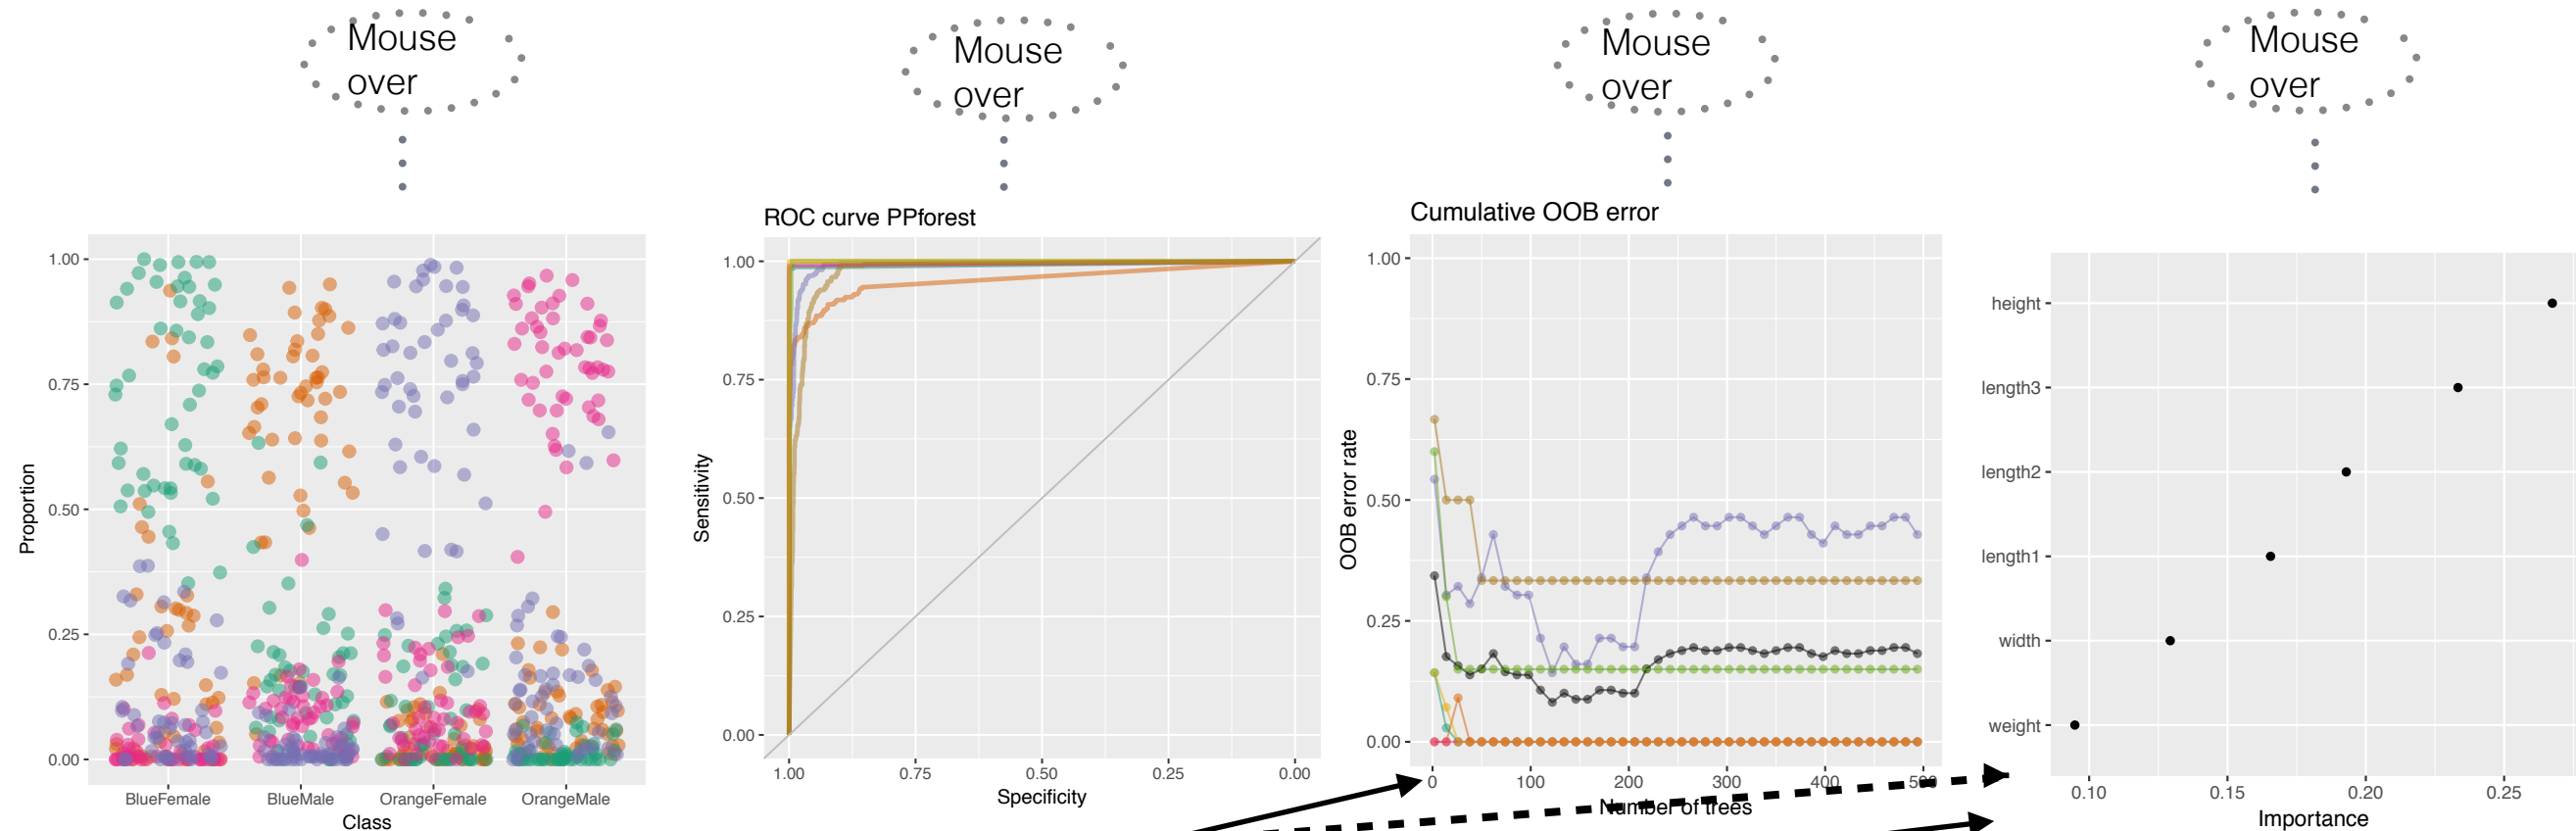 Mouse
over
Mouse
over
Mouse
over
Mouse
over
1.00
0.75
0.50
0.25
0.00
Proportion
BlueFemale BlueMale OrangeFemale OrangeMale
Class
ROC curve PPforest
1.00
0.75
0.50
0.25
0.00
Sensitivity
1.00 0.75 0.50 0.25 0.00
Specificity
Cumulative OOB error
1.00
0.75
0.50
0.25
0.00
OOB error rate
0 100 200 300 400 500
Number of trees
height
length3
length2
length1
width
weight
0.10 0.15 0.20 0.25
Importance